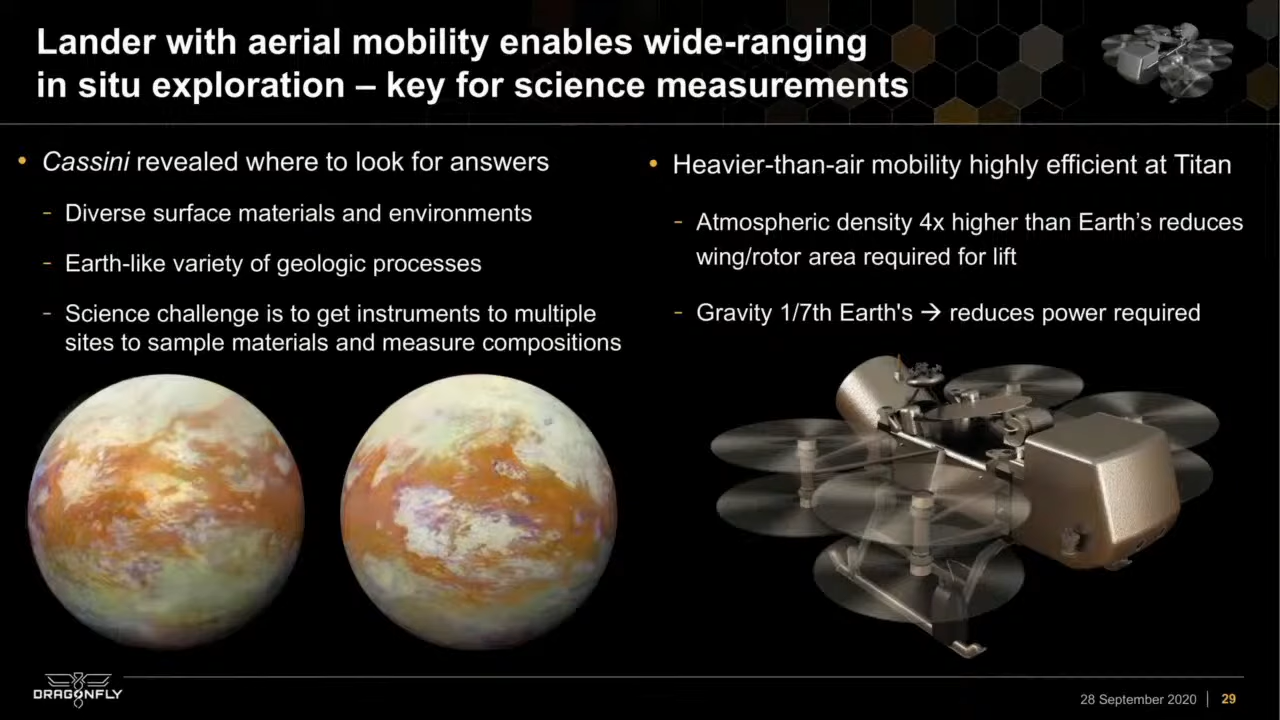 Lander with aerial mobility enables wide-ranging
in situ exploration – key for science measurements
• Cassini revealed where to look for answers
- Diverse surface materials and environments
- Earth-like variety of geologic processes
- Science challenge is to get instruments to multiple
sites to sample materials and measure compositions
• Heavier-than-air mobility highly efficient at Titan
- Atmospheric density 4x higher than Earth’s reduces
wing/rotor area required for lift
- Gravity 1/7th Earth's → reduces power required
DRAGONFLY
28 September 2020 | 29